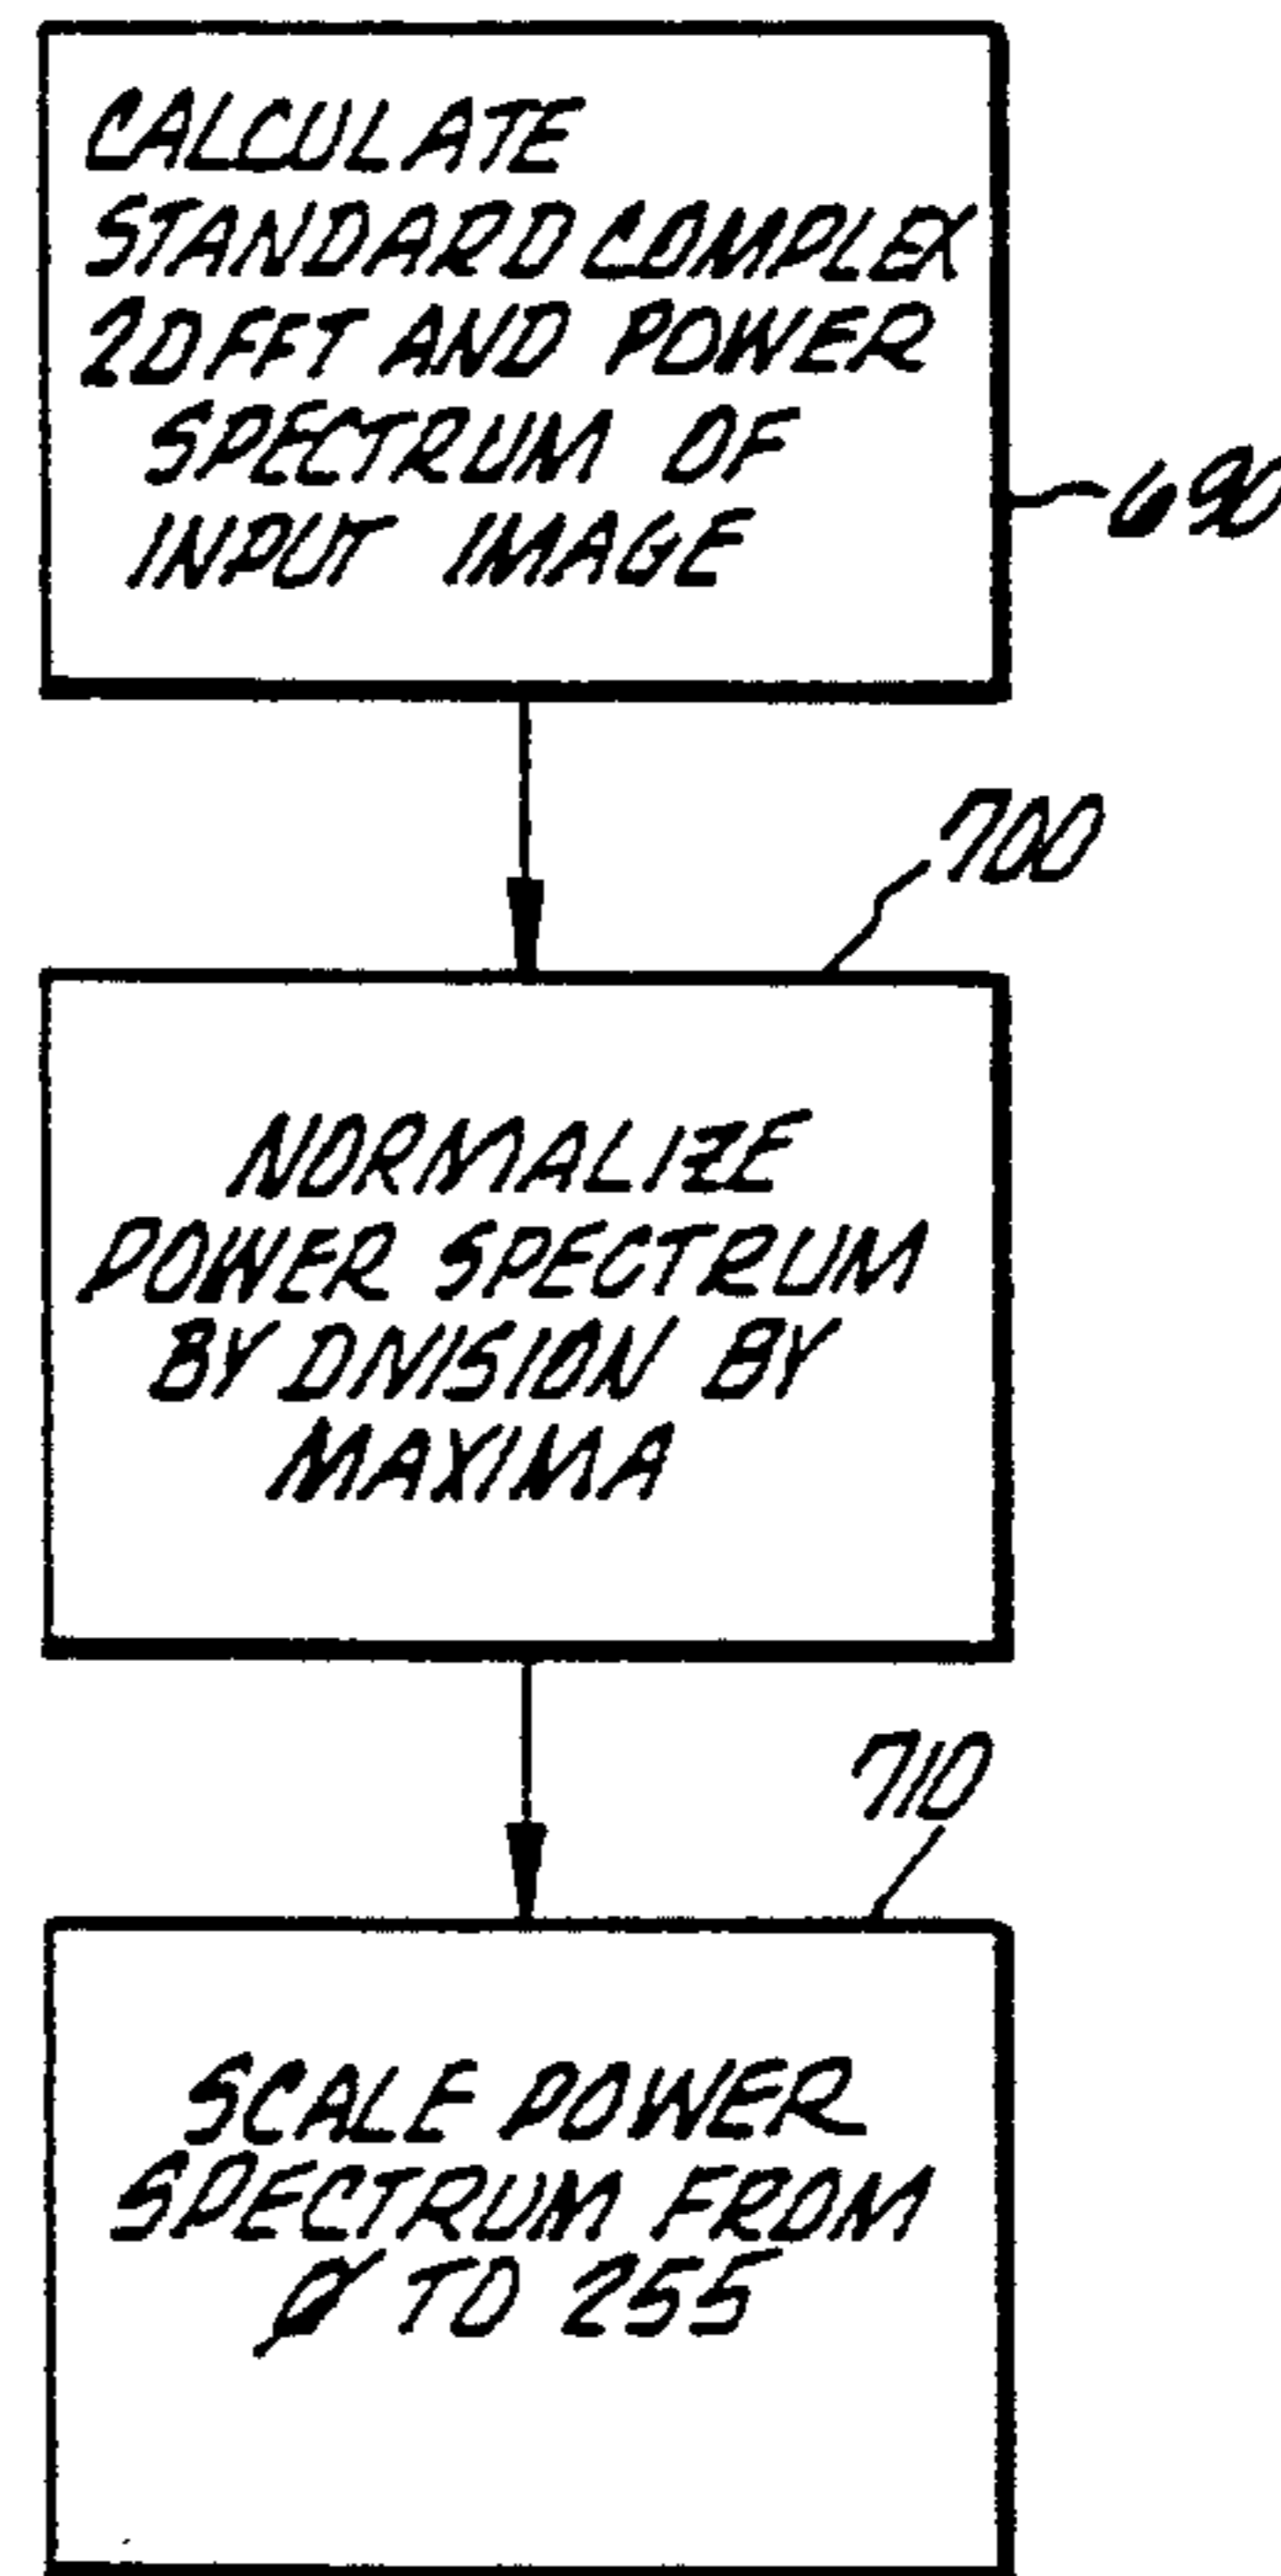 CALCULATE
STANDARD COMPLEX
2D FFT AND POWER
SPECTRUM OF
INPUT IMAGE
690
700
NORMALIZE
POWER SPECTRUM
BY DIVISION BY
MAXIMA
710
SCALE POWER
SPECTRUM FROM
Ø TO 255